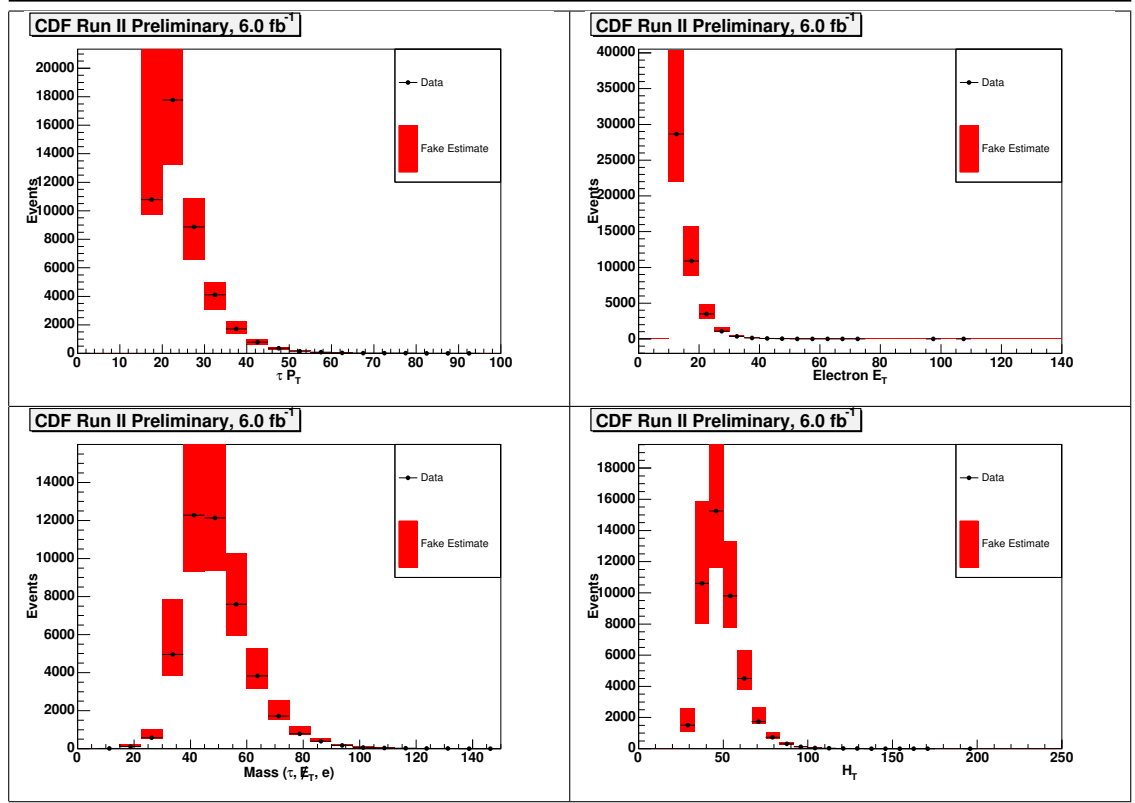 CDF Run II Preliminary, 6.0 fb-1
Events
20000
18000
16000
14000
12000
10000
8000
6000
4000
2000
0
0 10 20 30 40 50 60 70 80 90 100
τ PT
Data
Fake Estimate
CDF Run II Preliminary, 6.0 fb-1
Events
40000
35000
30000
25000
20000
15000
10000
5000
0
0 20 40 60 80 100 120 140
Electron ET
Data
Fake Estimate
CDF Run II Preliminary, 6.0 fb-1
Events
14000
12000
10000
8000
6000
4000
2000
0
0 20 40 60 80 100 120 140
Mass (τ, E̸T, e)
Data
Fake Estimate
CDF Run II Preliminary, 6.0 fb-1
Events
18000
16000
14000
12000
10000
8000
6000
4000
2000
0
0 50 100 150 200 250
HT
Data
Fake Estimate